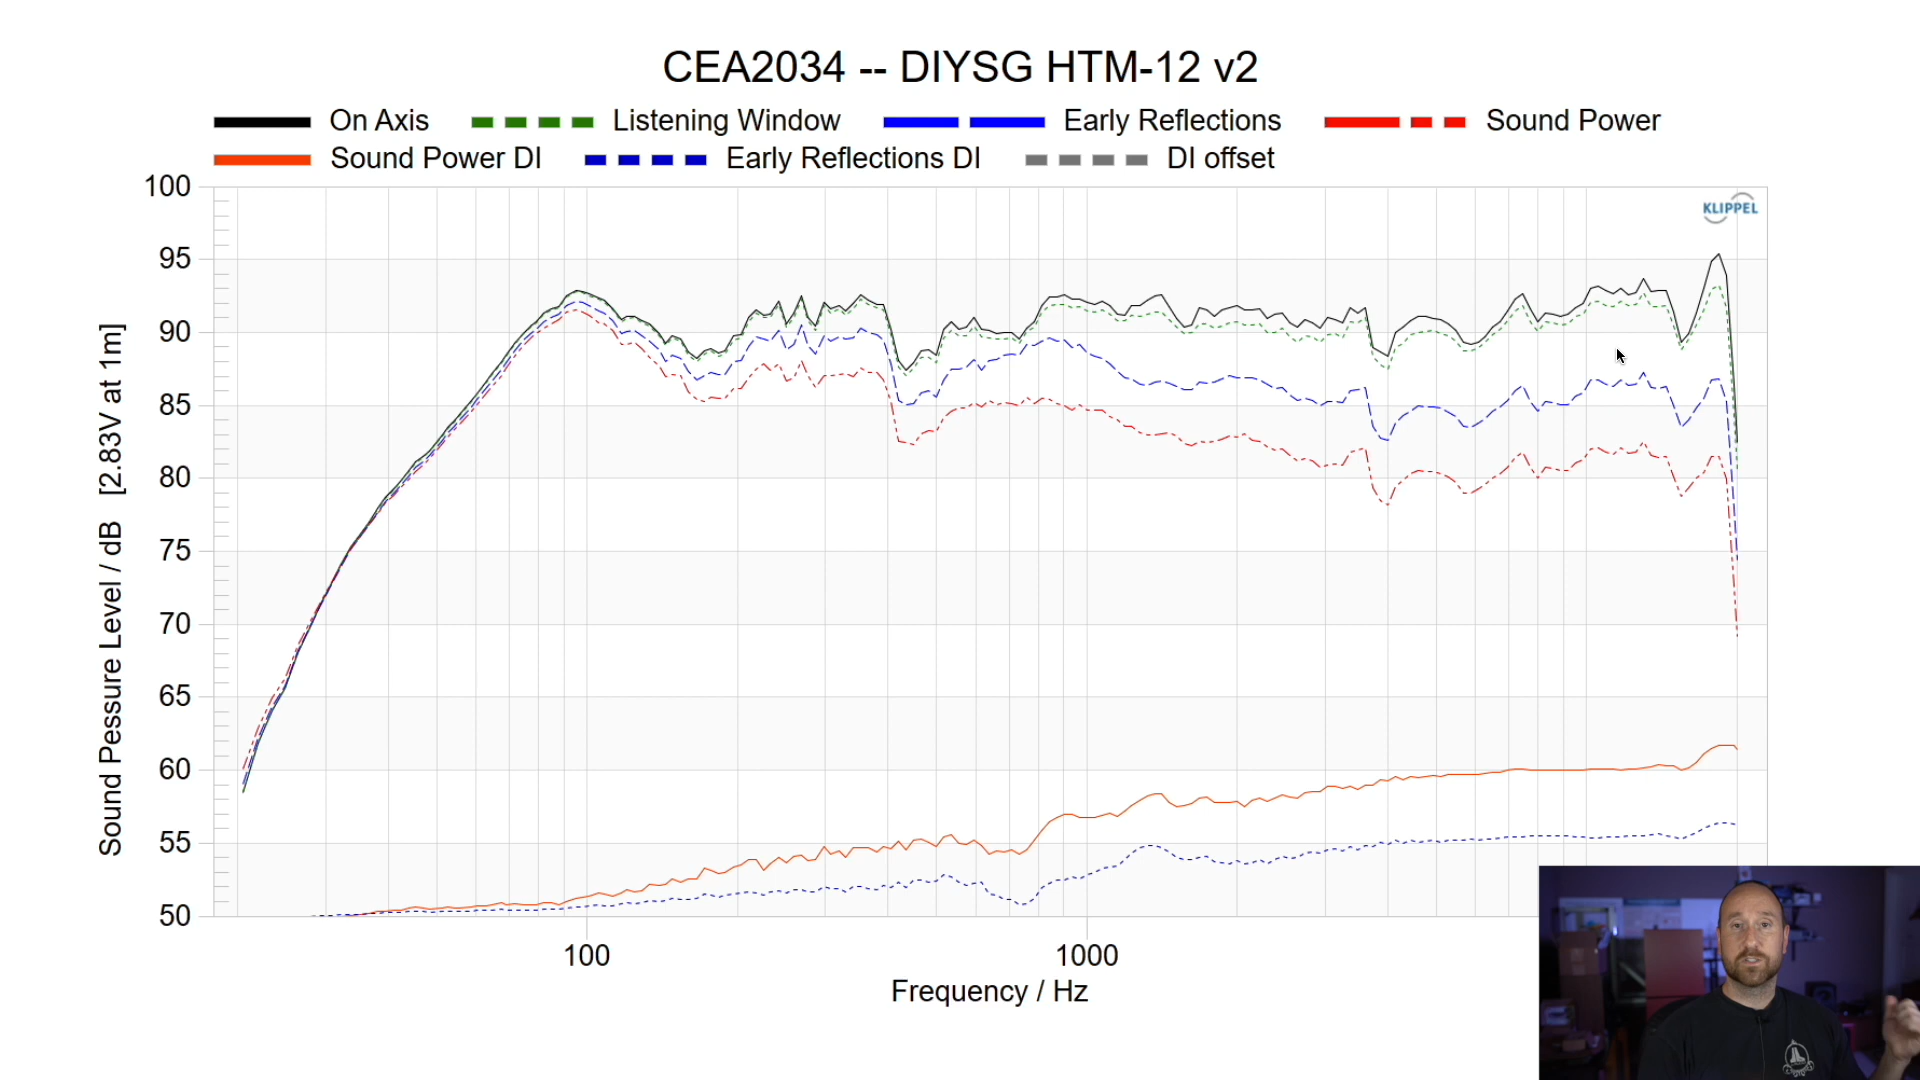 CEA2034 -- DIYSG HTM-12 v2
On Axis Listening Window Early Reflections Sound Power
Sound Power DI Early Reflections DI DI offset
KLIPPEL
Sound Pessure Level / dB [2.83V at 1m]
100
95
90
85
80
75
70
65
60
55
50
100 1000
Frequency / Hz